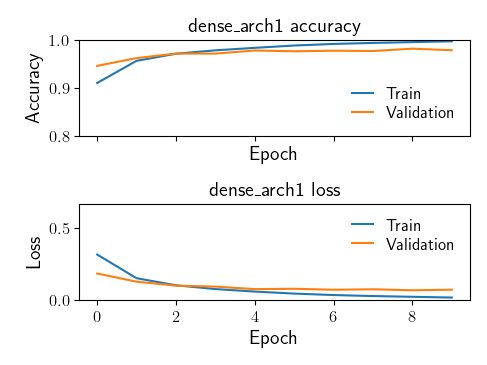 dense_arch1 accuracy
1.0
0.9
0.8
Accuracy
Train
Validation
Epoch
dense_arch1 loss
0.5
0.0
Loss
Train
Validation
0 2 4 6 8
Epoch